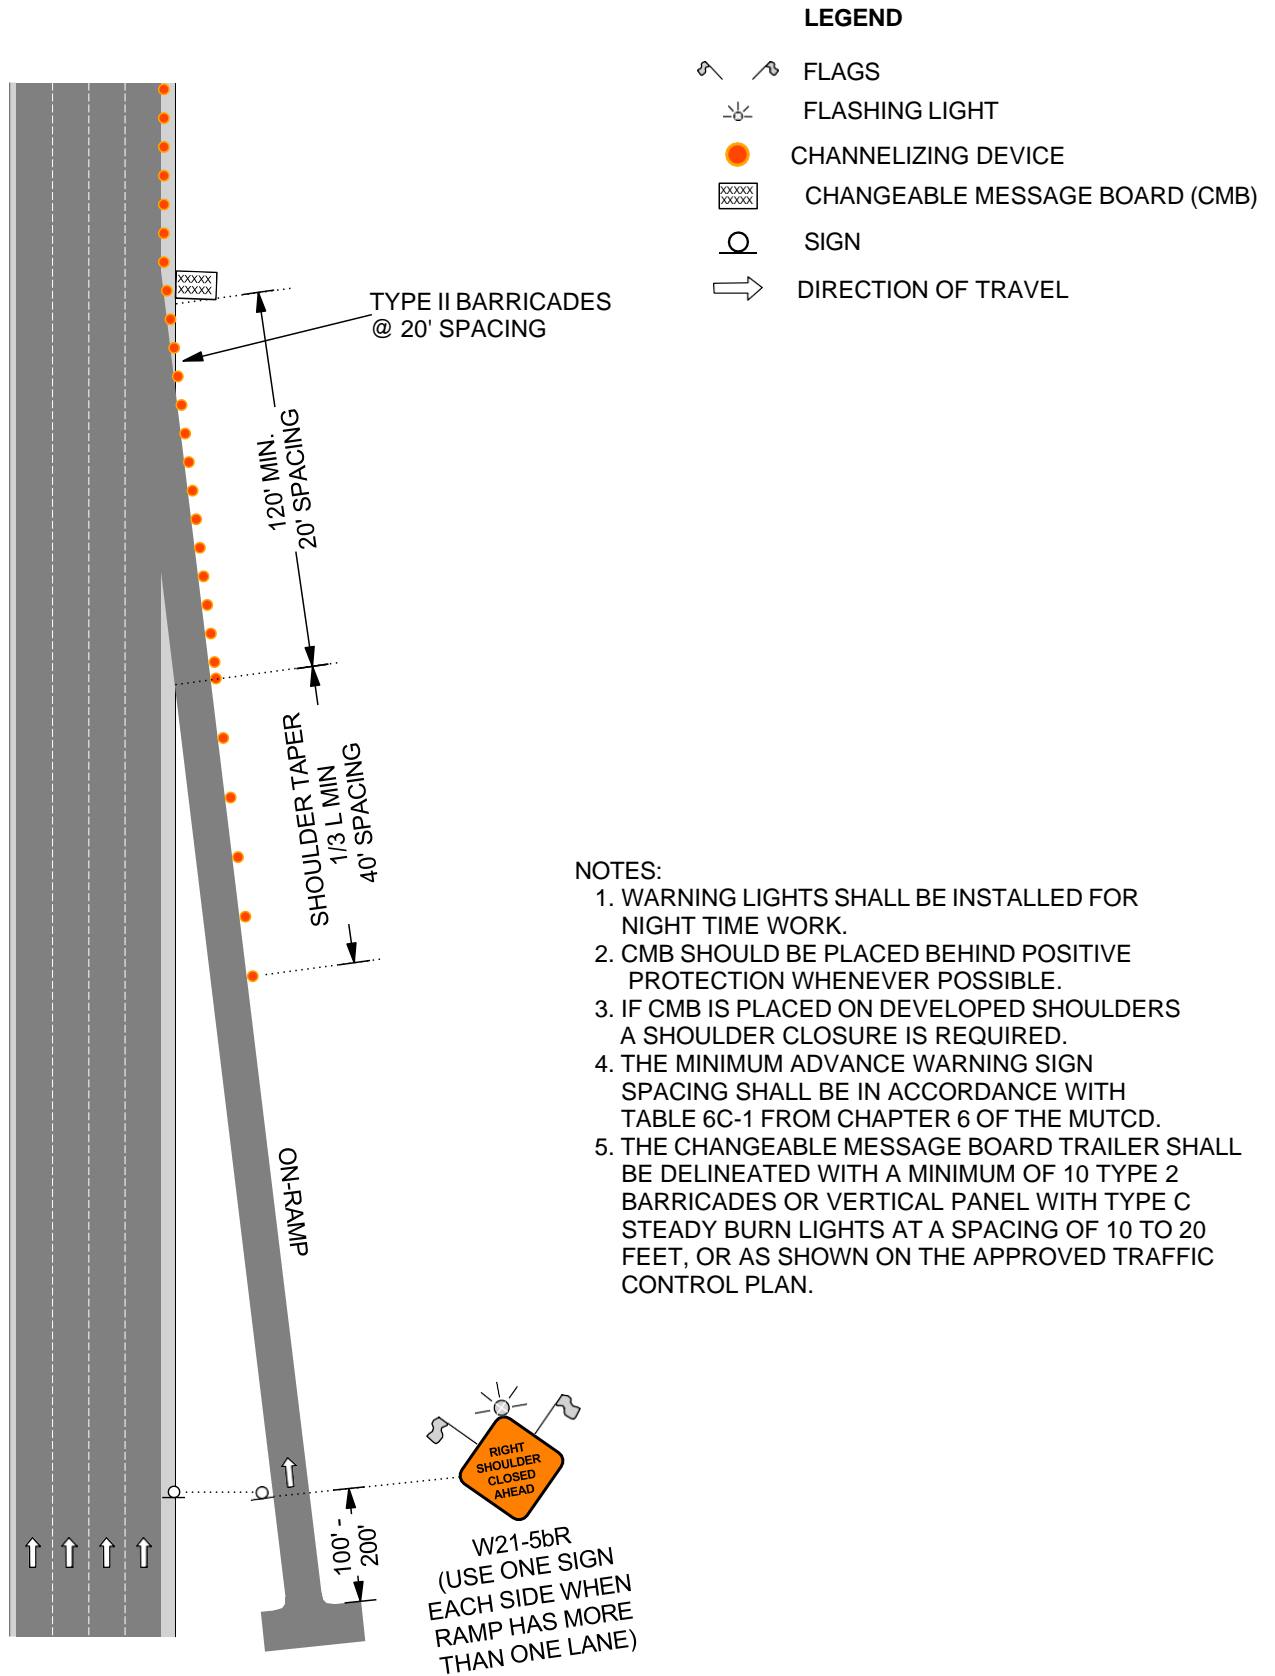 LEGEND
FLAGS
FLASHING LIGHT
CHANNELIZING DEVICE
XXXXX
XXXXX
CHANGEABLE MESSAGE BOARD (CMB)
SIGN
DIRECTION OF TRAVEL
XXXXX
XXXXX
TYPE II BARRICADES
@ 20' SPACING
120' MIN.
20' SPACING
SHOULDER TAPER
1/3 L MIN
40' SPACING
NOTES:
1. WARNING LIGHTS SHALL BE INSTALLED FOR
NIGHT TIME WORK.
2. CMB SHOULD BE PLACED BEHIND POSITIVE
PROTECTION WHENEVER POSSIBLE.
3. IF CMB IS PLACED ON DEVELOPED SHOULDERS
A SHOULDER CLOSURE IS REQUIRED.
4. THE MINIMUM ADVANCE WARNING SIGN
SPACING SHALL BE IN ACCORDANCE WITH
TABLE 6C-1 FROM CHAPTER 6 OF THE MUTCD.
5. THE CHANGEABLE MESSAGE BOARD TRAILER SHALL
BE DELINEATED WITH A MINIMUM OF 10 TYPE 2
BARRICADES OR VERTICAL PANEL WITH TYPE C
STEADY BURN LIGHTS AT A SPACING OF 10 TO 20
FEET, OR AS SHOWN ON THE APPROVED TRAFFIC
CONTROL PLAN.
ON-RAMP
RIGHT
SHOULDER
CLOSED
AHEAD
100' -
200'
W21-5bR
(USE ONE SIGN
EACH SIDE WHEN
RAMP HAS MORE
THAN ONE LANE)